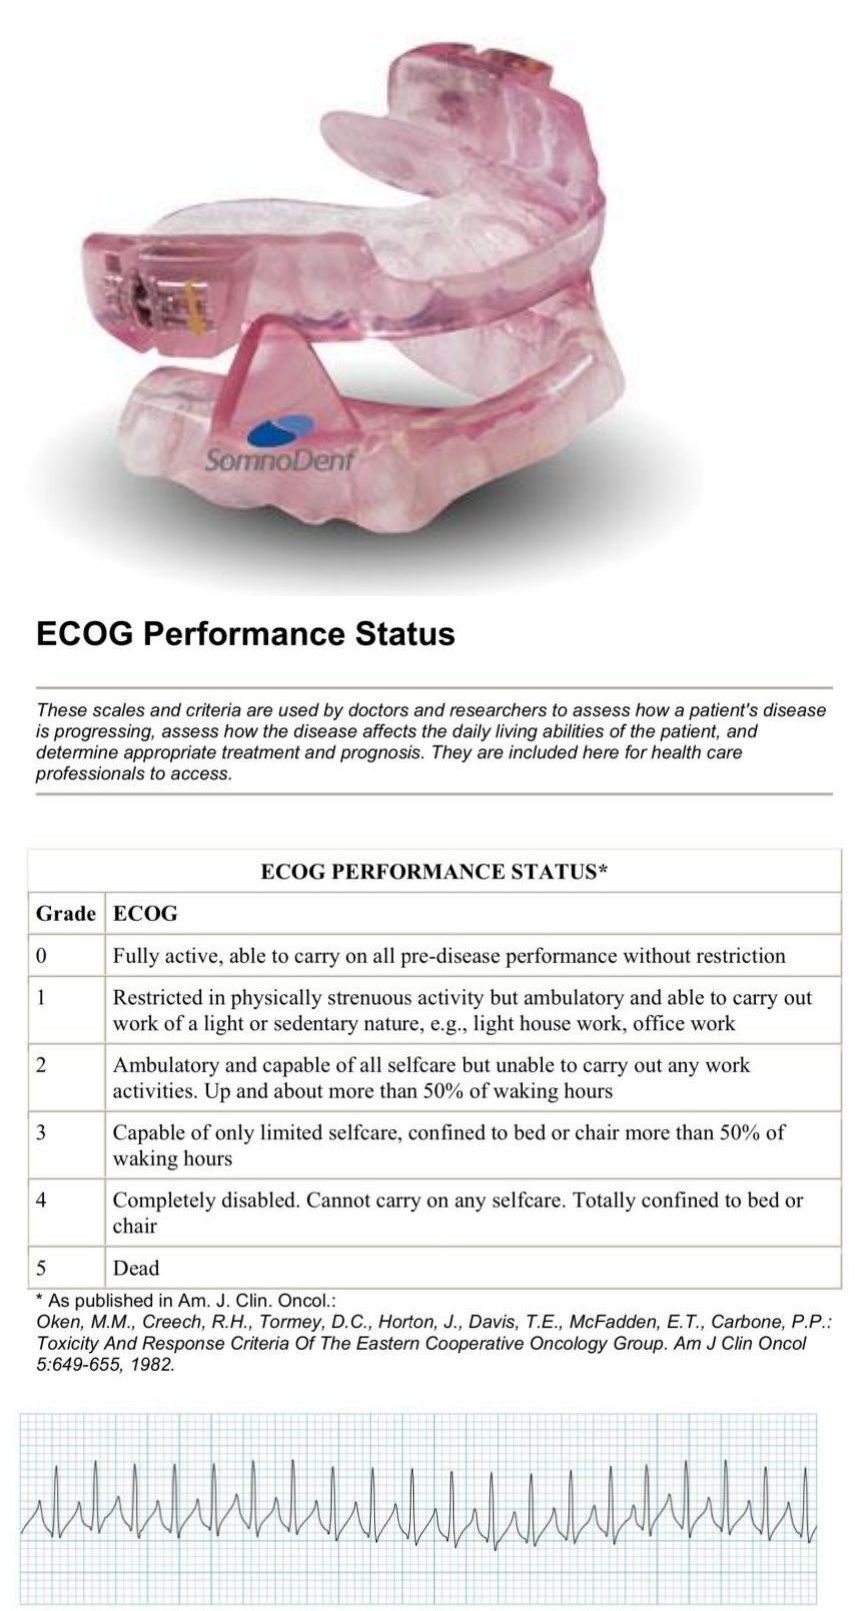 SomnoDent
ECOG Performance Status
These scales and criteria are used by doctors and researchers to assess how a patient's disease
is progressing, assess how the disease affects the daily living abilities of the patient, and
determine appropriate treatment and prognosis. They are included here for health care
professionals to access.
ECOG PERFORMANCE STATUS*
Grade ECOG
0 Fully active, able to carry on all pre-disease performance without restriction
1 Restricted in physically strenuous activity but ambulatory and able to carry out
work of a light or sedentary nature, e.g., light house work, office work
2 Ambulatory and capable of all selfcare but unable to carry out any work
activities. Up and about more than 50% of waking hours
3 Capable of only limited selfcare, confined to bed or chair more than 50% of
waking hours
4 Completely disabled. Cannot carry on any selfcare. Totally confined to bed or
chair
5 Dead
* As published in Am. J. Clin. Oncol.:
Oken, M.M., Creech, R.H., Tormey, D.C., Horton, J., Davis, T.E., McFadden, E.T., Carbone, P.P.:
Toxicity And Response Criteria Of The Eastern Cooperative Oncology Group. Am J Clin Oncol
5:649-655, 1982.